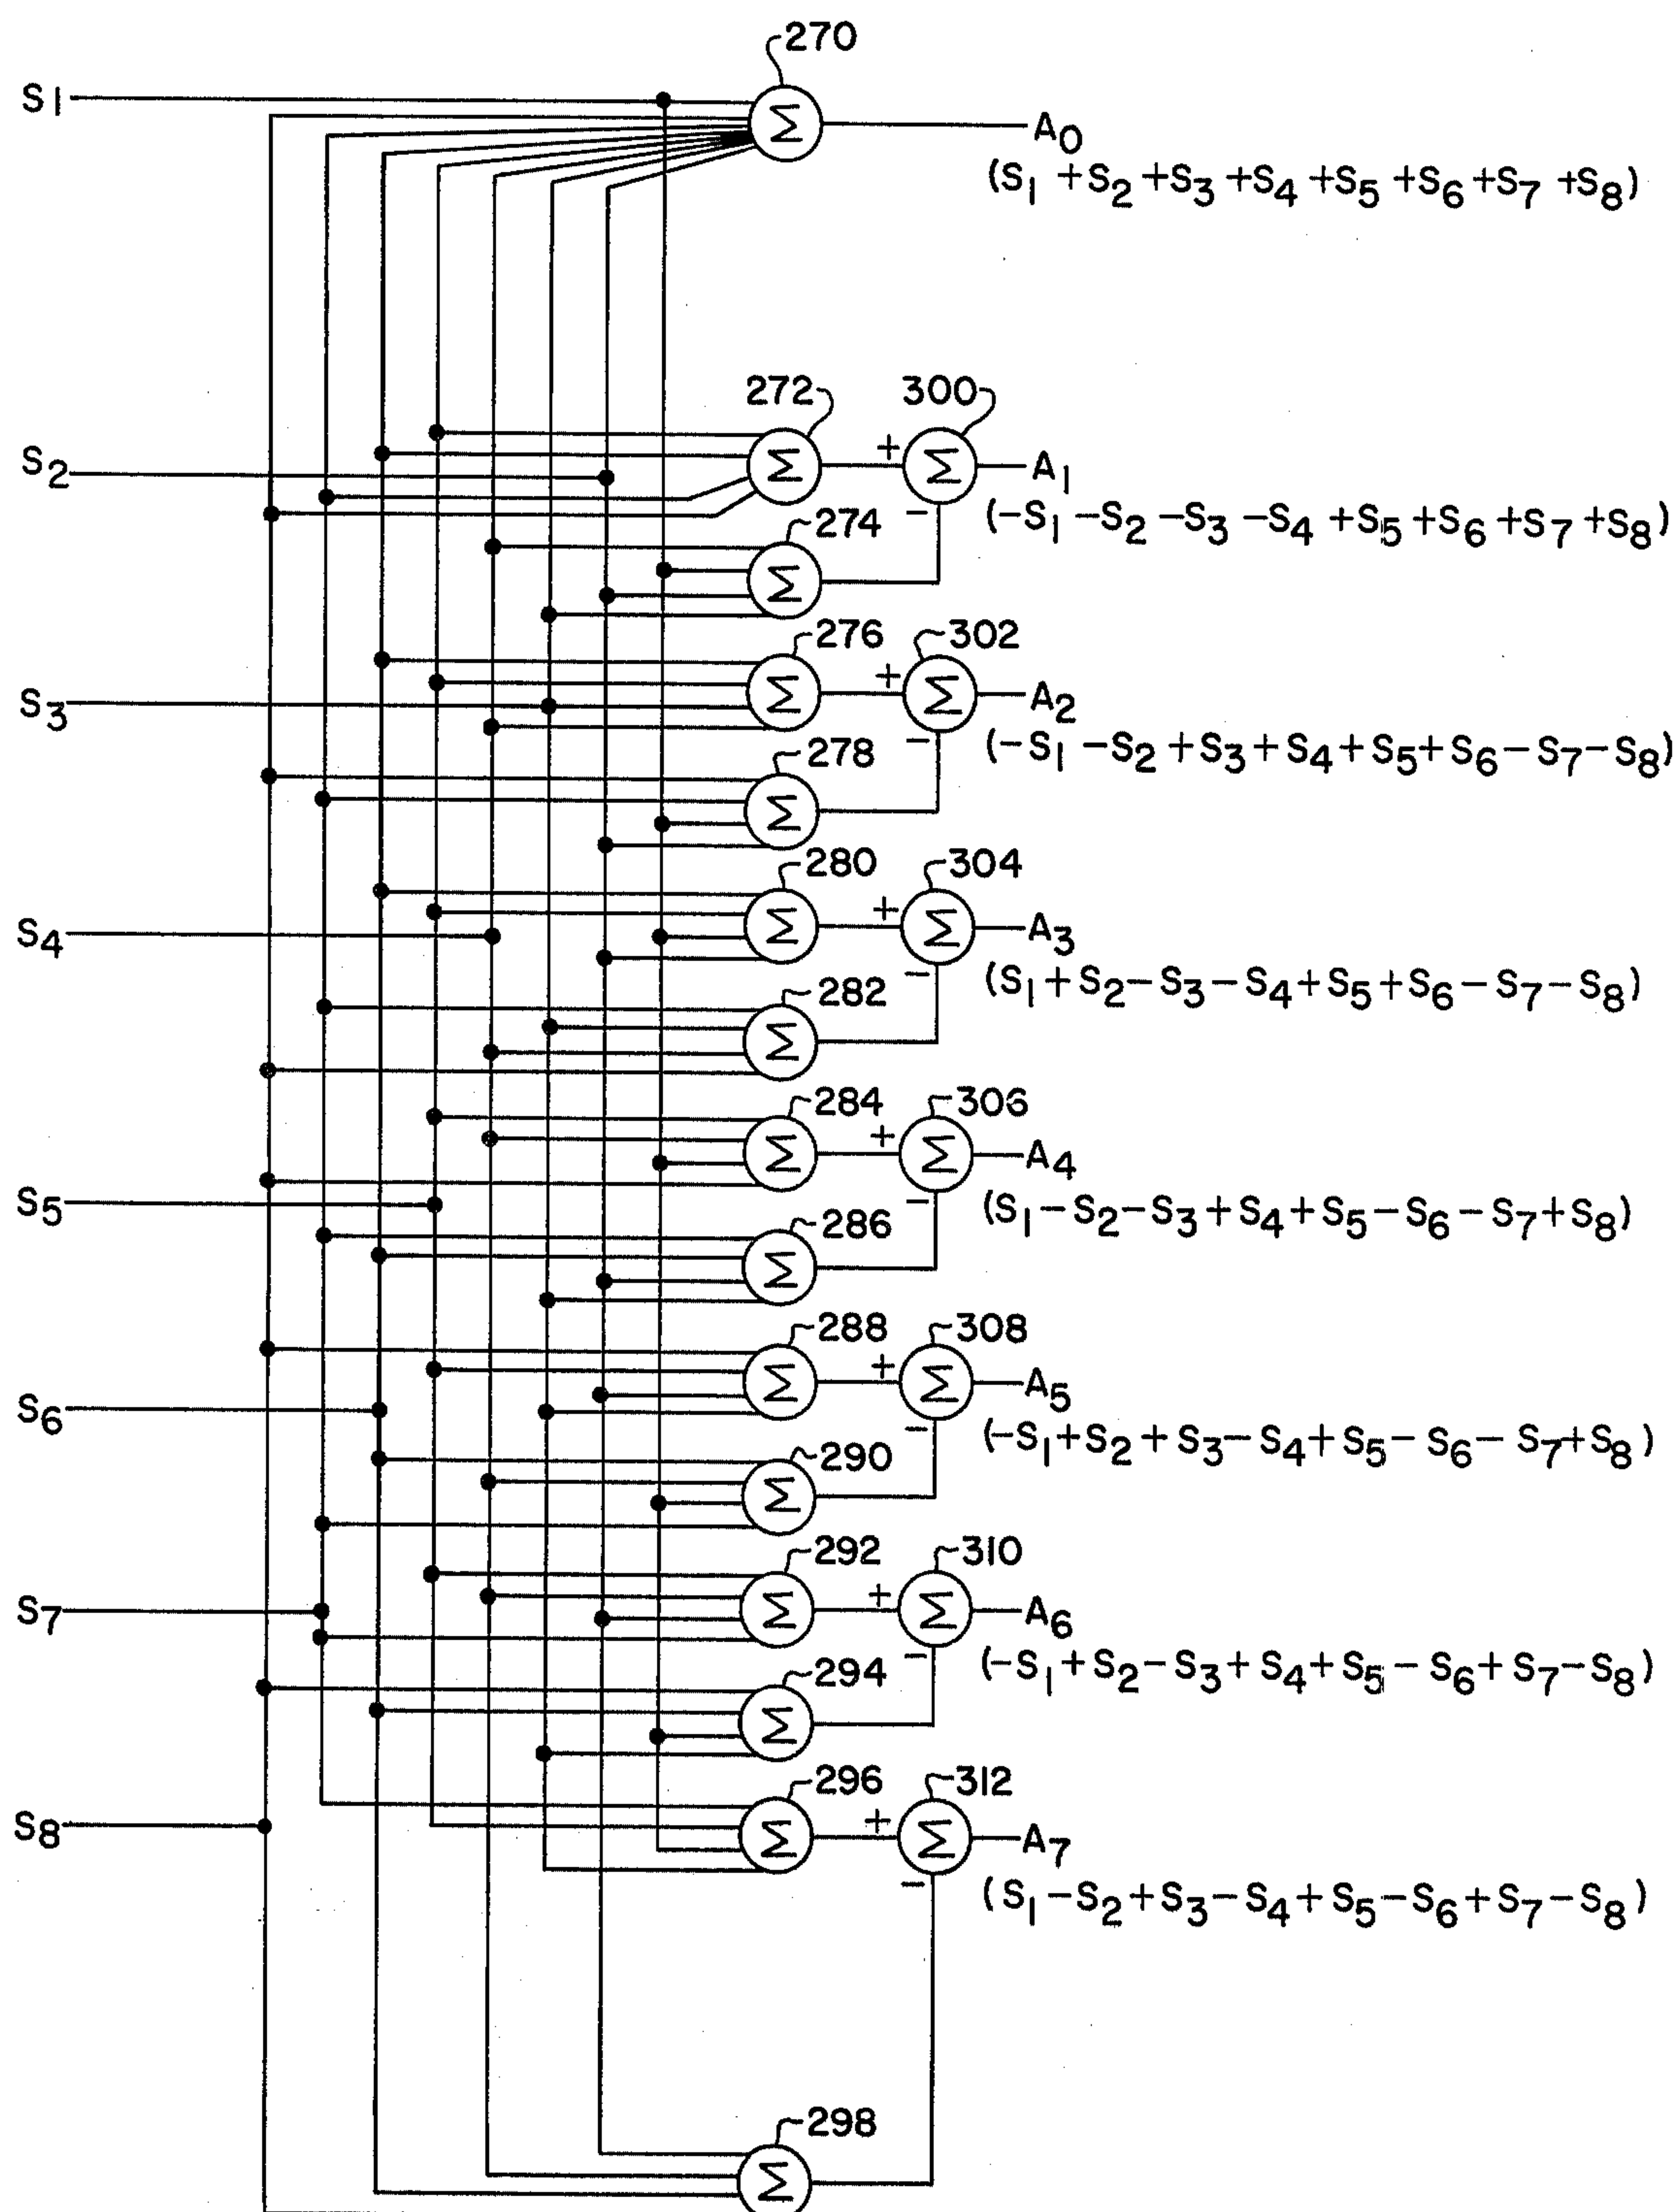 270
S1
Σ
A0
(S1 +S2 +S3 +S4 +S5 +S6 +S7 +S8)
272
300
S2
Σ
+
Σ
A1
-
(-S1 -S2 -S3 -S4 +S5 +S6 +S7 +S8)
274
Σ
276
302
S3
Σ
+
Σ
A2
-
(-S1 -S2 +S3 +S4 +S5 +S6 -S7 -S8)
278
Σ
280
304
S4
Σ
+
Σ
A3
-
(S1 +S2 -S3 -S4 +S5 +S6 -S7 -S8)
282
Σ
284
306
Σ
+
Σ
A4
S5
-
(S1 -S2 -S3 +S4 +S5 -S6 -S7 +S8)
286
Σ
288
308
Σ
+
Σ
A5
S6
-
(-S1 +S2 +S3 -S4 +S5 -S6 -S7 +S8)
290
Σ
292
310
S7
Σ
+
Σ
A6
-
(-S1 +S2 -S3 +S4 +S5 -S6 +S7 -S8)
294
Σ
296
312
S8
Σ
+
Σ
A7
-
(S1 -S2 +S3 -S4 +S5 -S6 +S7 -S8)
298
Σ